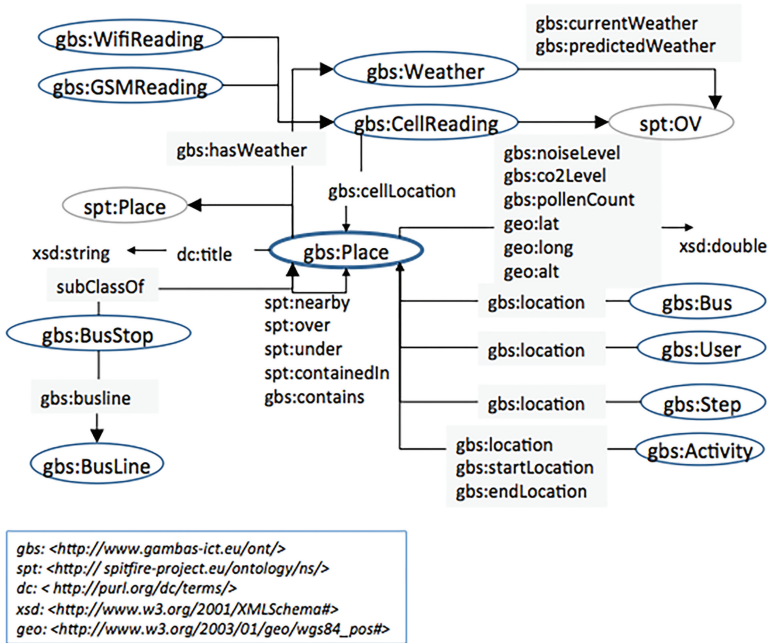 gbs:currentWeather
gbs:predictedWeather
gbs:WifiReading
gbs:Weather
gbs:GSMReading
gbs:CellReading
spt:OV
gbs:hasWeather
gbs:noiseLevel
gbs:co2Level
gbs:pollenCount
geo:lat
geo:long
geo:alt
gbs:cellLocation
spt:Place
xsd:string
dc:title
gbs:Place
xsd:double
subClassOf
spt:nearby
spt:over
spt:under
spt:containedIn
gbs:contains
gbs:location
gbs:Bus
gbs:BusStop
gbs:location
gbs:User
gbs:busline
gbs:location
gbs:Step
gbs:BusLine
gbs:location
gbs:startLocation
gbs:endLocation
gbs:Activity
gbs: <http://www.gambas-ict.eu/ont/>
spt: <http:// spitfire-project.eu/ontology/ns/>
dc: < http://purl.org/dc/terms/>
xsd: <http://www.w3.org/2001/XMLSchema#>
geo: <http://www.w3.org/2003/01/geo/wgs84_pos#>